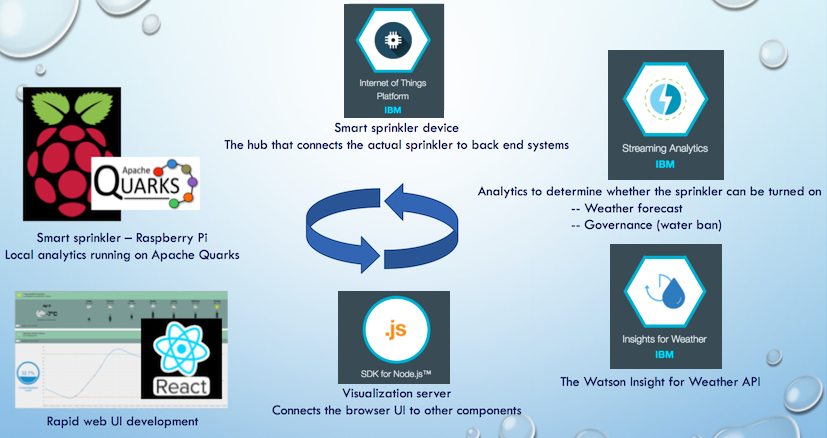 Internet of Things
Platform
IBM
Smart sprinkler device
The hub that connects the actual sprinkler to back end systems
Streaming Analytics
IBM
Analytics to determine whether the sprinkler can be turned on
-- Weather forecast
-- Governance (water ban)
Apache
QUARKS
Smart sprinkler – Raspberry Pi
Local analytics running on Apache Quarks
Insights for Weather
IBM
The Watson Insight for Weather API
.js
SDK for Node.js™
Visualization server
Connects the browser UI to other components
-7°C
React
Rapid web UI development